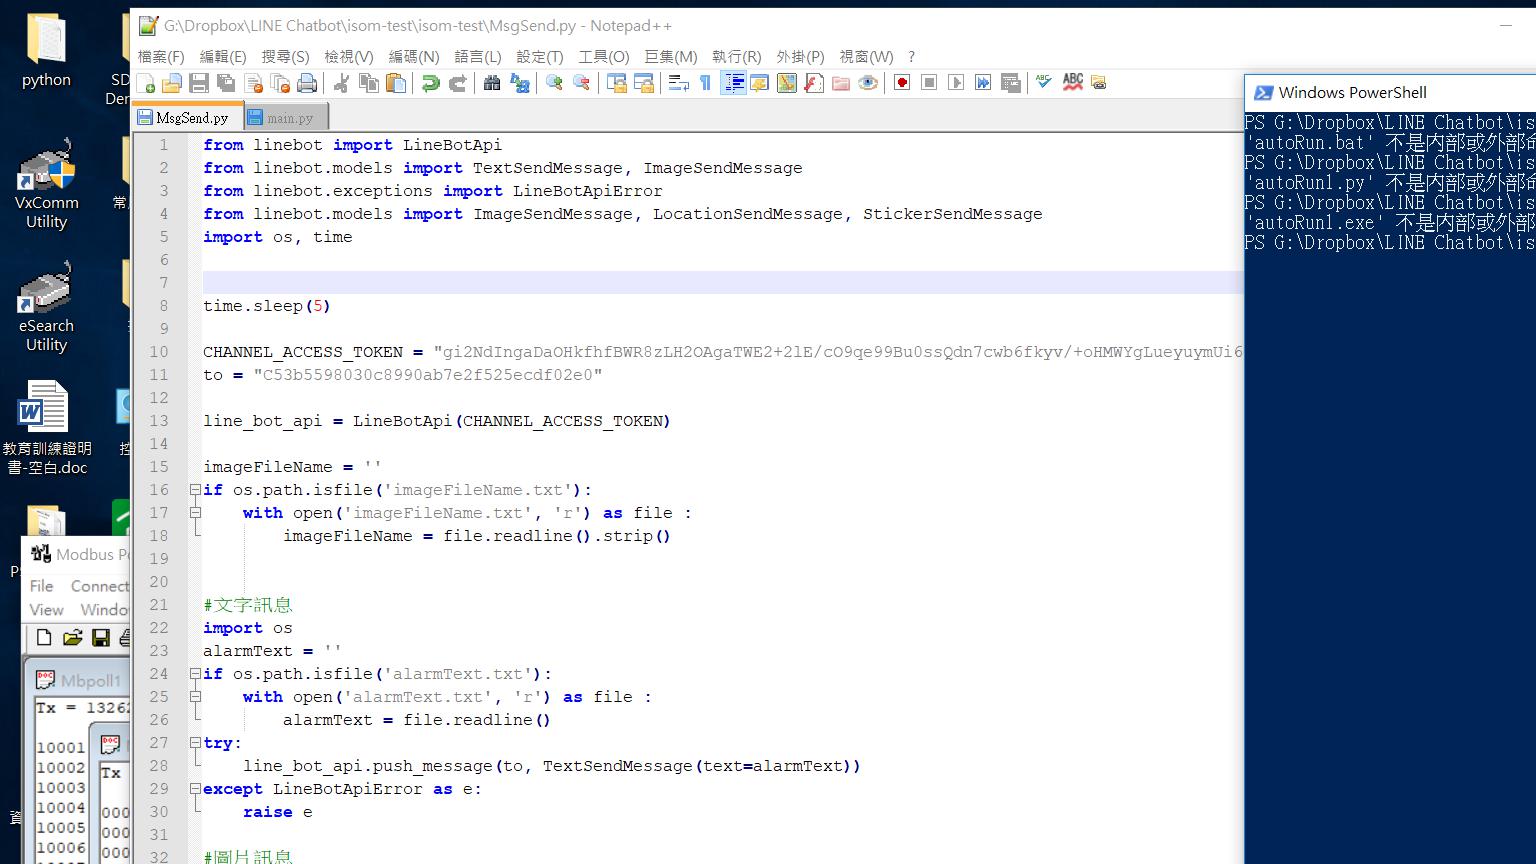 python
SD
Den
VxComm
Utility
常
eSearch
Utility
教育訓練證明
書-空白.doc
控
G:\Dropbox\LINE Chatbot\isom-test\isom-test\MsgSend.py - Notepad++
檔案(F) 編輯(E) 搜尋(S) 檢視(V) 編碼(N) 語言(L) 設定(T) 工具(O) 巨集(M) 執行(R) 外掛(P) 視窗(W) ?
MsgSend.py main.py
1 from linebot import LineBotApi
2 from linebot.models import TextSendMessage, ImageSendMessage
3 from linebot.exceptions import LineBotApiError
4 from linebot.models import ImageSendMessage, LocationSendMessage, StickerSendMessage
5 import os, time
6
7
8 time.sleep(5)
9
10 CHANNEL_ACCESS_TOKEN = "gi2NdIngaDaOHkfhfBWR8zLH2OAgaTWE2+2lE/cO9qe99Bu0ssQdn7cwb6fkyv/+oHMWYgLueyuymUi6
11 to = "C53b5598030c8990ab7e2f525ecdf02e0"
12
13 line_bot_api = LineBotApi(CHANNEL_ACCESS_TOKEN)
14
15 imageFileName = ''
16 if os.path.isfile('imageFileName.txt'):
17 with open('imageFileName.txt', 'r') as file :
18 imageFileName = file.readline().strip()
19
20
21 #文字訊息
22 import os
23 alarmText = ''
24 if os.path.isfile('alarmText.txt'):
25 with open('alarmText.txt', 'r') as file :
26 alarmText = file.readline()
27 try:
28 line_bot_api.push_message(to, TextSendMessage(text=alarmText))
29 except LineBotApiError as e:
30 raise e
31
32 #圖片訊息
Windows PowerShell
PS G:\Dropbox\LINE Chatbot\is
'autoRun.bat' 不是内部或外部命
PS G:\Dropbox\LINE Chatbot\is
'autoRun1.py' 不是内部或外部命
PS G:\Dropbox\LINE Chatbot\is
'autoRun1.exe' 不是内部或外部
PS G:\Dropbox\LINE Chatbot\is
Modbus Po
File Connect
View Window
Mbpoll1
Tx = 13262
10001
10002
10003
10004
10005
10006
Tx
000
000
000
資